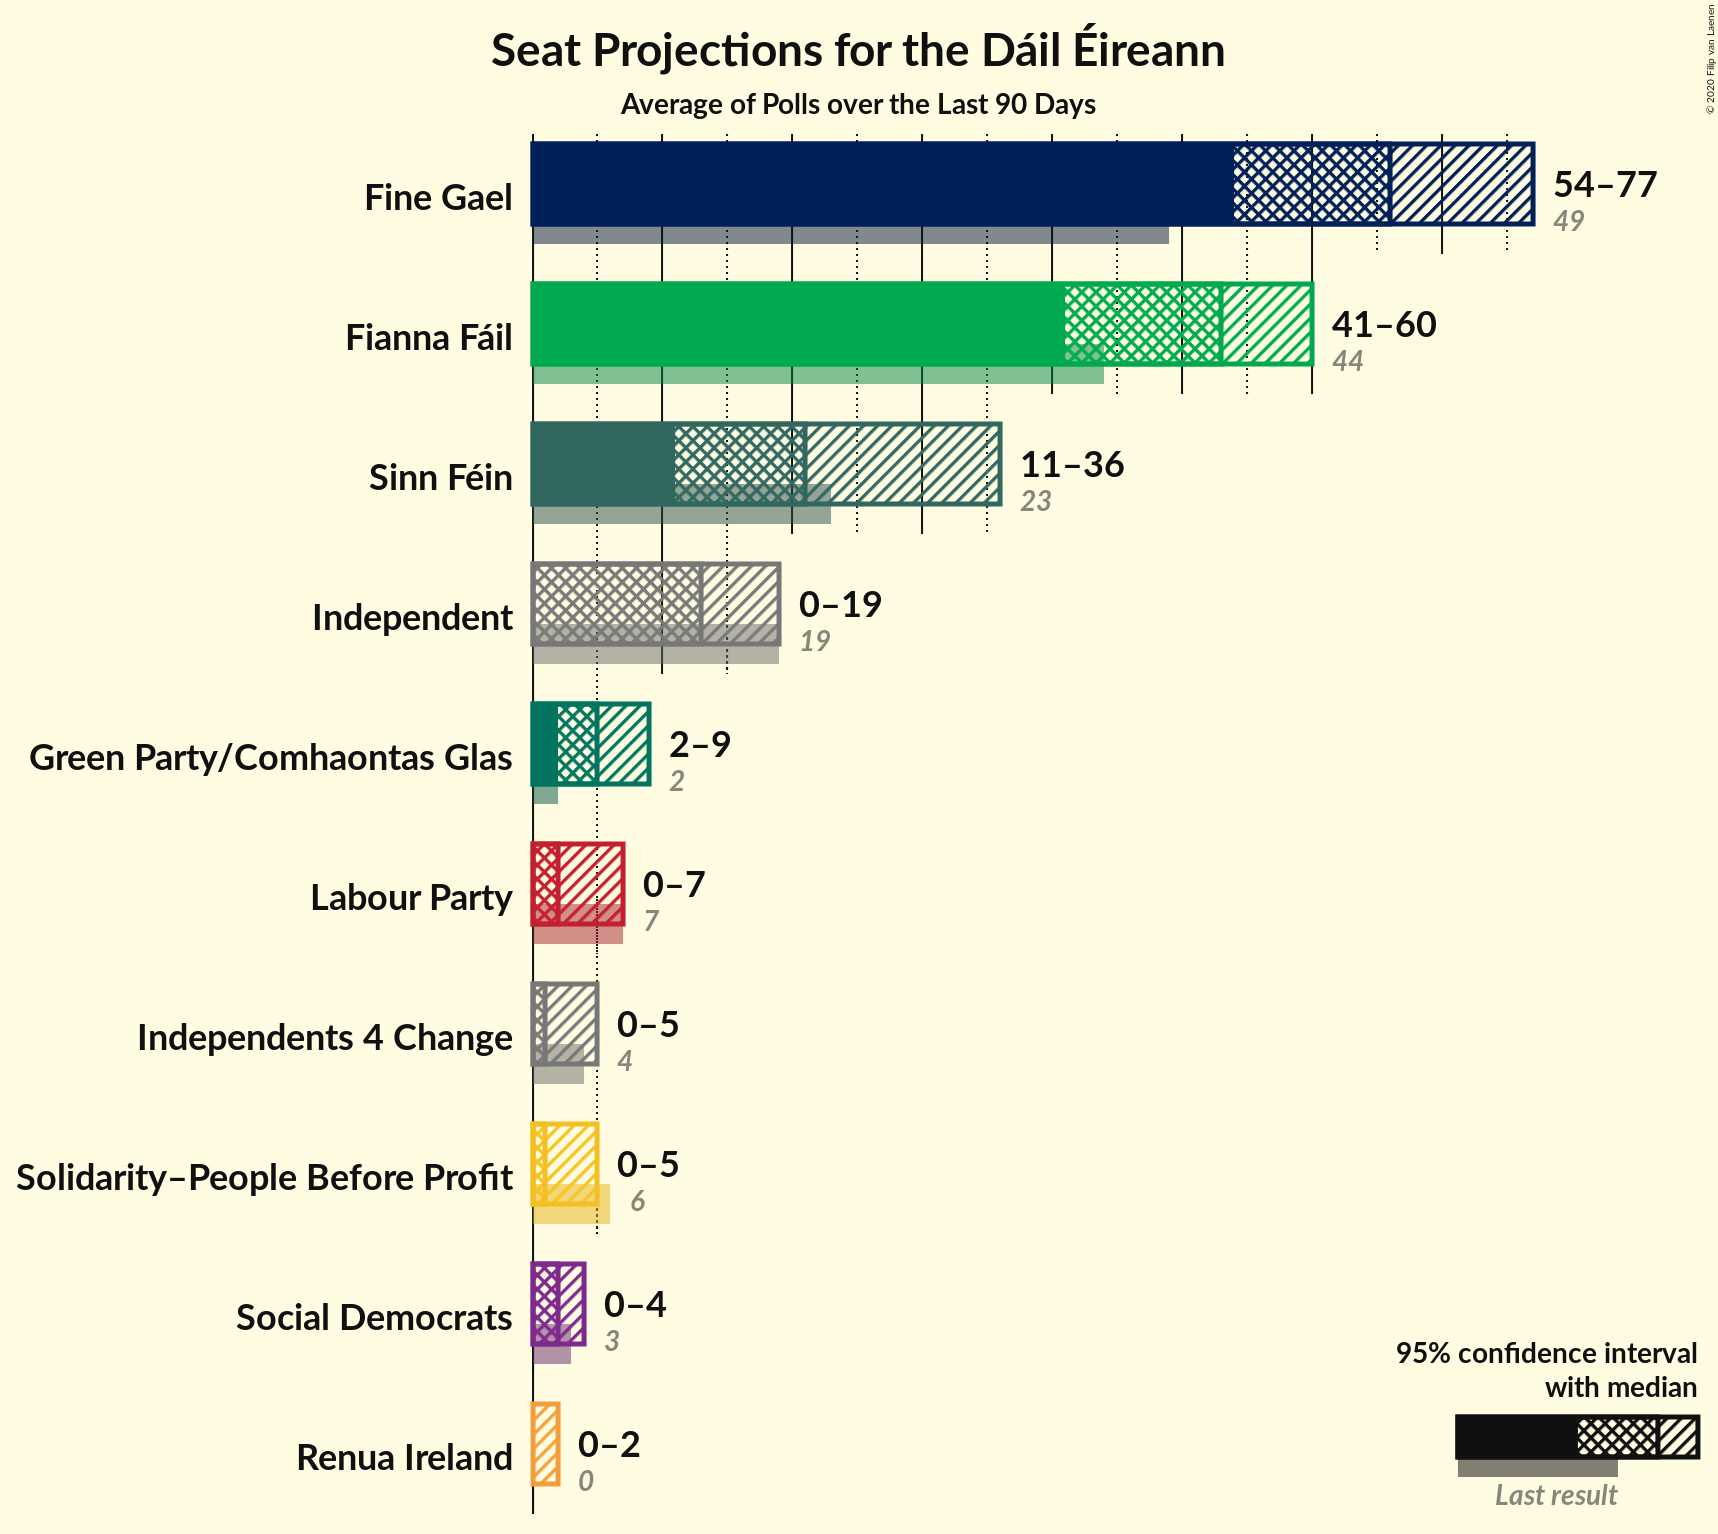 Seat Projections for the Dáil Éireann
Average of Polls over the Last 90 Days
© 2020 Filip van Laenen
Fine Gael
54–77
49
Fianna Fáil
41–60
44
Sinn Féin
11–36
23
Independent
0–19
19
Green Party/Comhaontas Glas
2–9
2
Labour Party
0–7
7
Independents 4 Change
0–5
4
Solidarity–People Before Profit
0–5
6
Social Democrats
0–4
3
Renua Ireland
0–2
0
95% confidence interval
with median
Last result